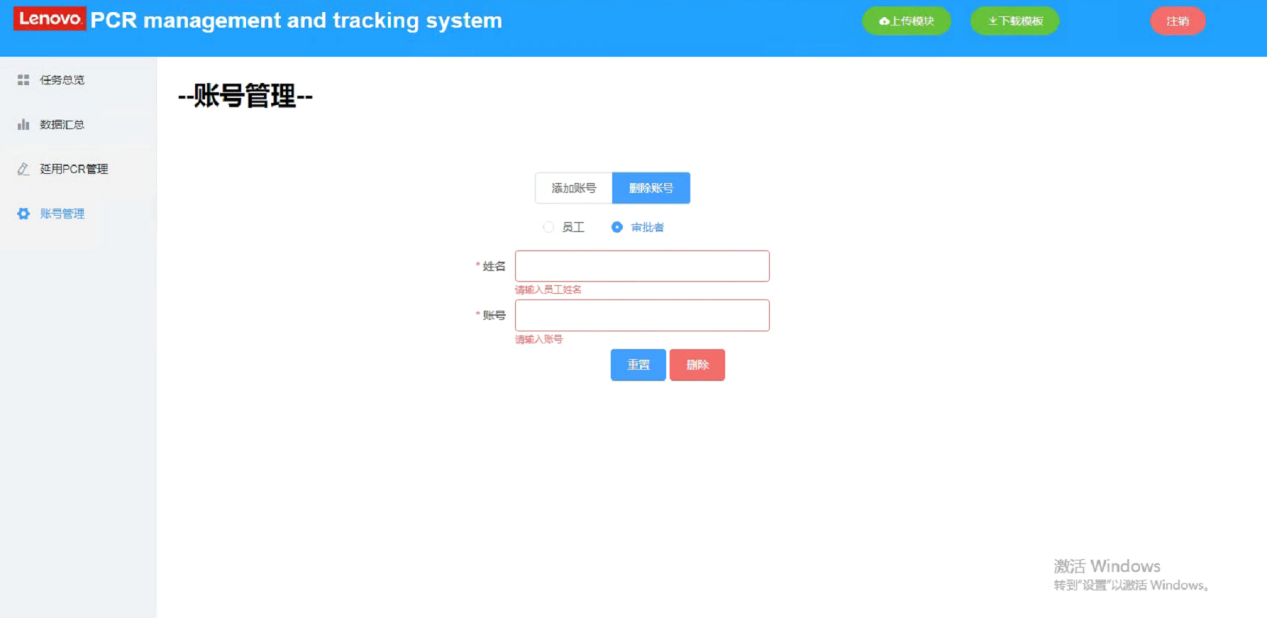 Lenovo PCR management and tracking system
上传模块
下载模板
注销
任务总览
数据汇总
延用PCR管理
账号管理
--账号管理--
添加账号 删除账号
员工 审批者
* 姓名
请输入员工姓名
* 账号
请输入账号
重置 删除
激活 Windows
转到“设置”以激活 Windows。